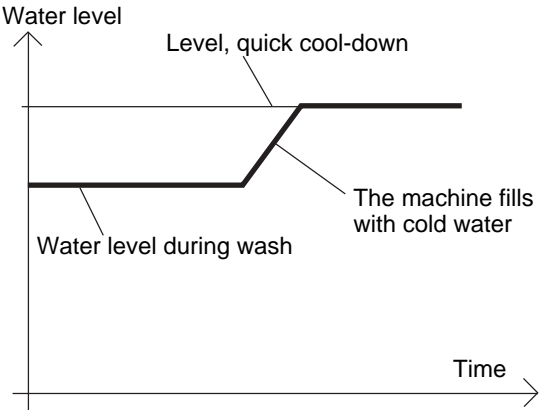 Water level
Level, quick cool-down
The machine fills
with cold water
Water level during wash
Time